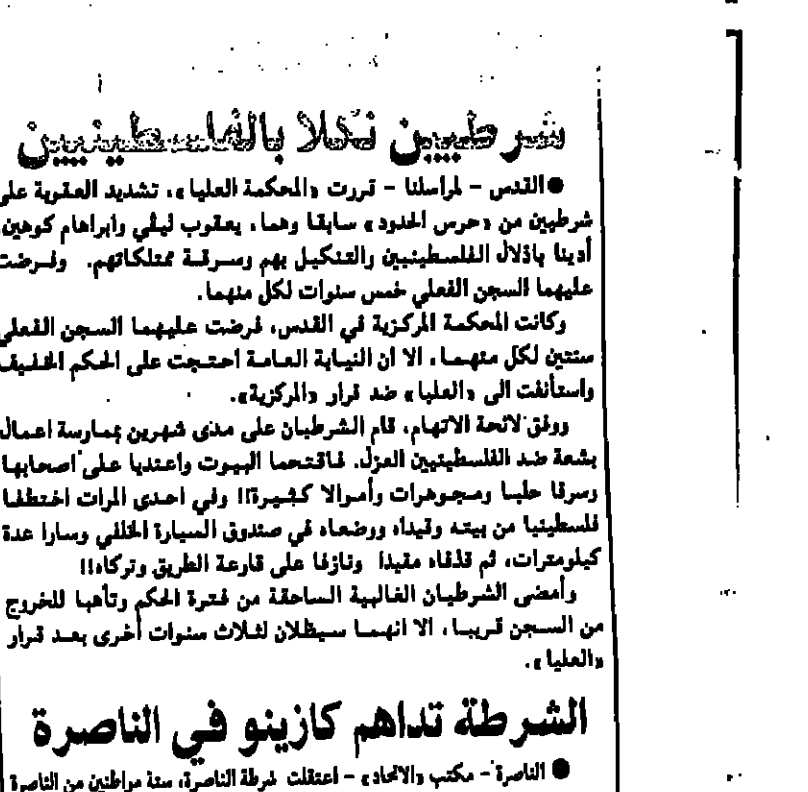 شرطيين نكلا بالفلسطينيين
● القدس - لمراسلنا - قررت «المحكمة العليا»، تشديد العقوبة على
شرطيين من «حرس الحدود» سابقا وهما، يعقوب ليڤي وابراهام كوهين،
أدينا باذلال الفلسطينيين والتنكيل بهم وسرقة ممتلكاتهم. وفرضت
عليهما السجن الفعلي خمس سنوات لكل منهما.
وكانت المحكمة المركزية في القدس، فرضت عليهما السجن الفعلي
سنتين لكل منهما، الا ان النيابة العامة احتجت على الحكم الخفيف
واستأنفت الى «العليا» ضد قرار «المركزية».
ووفق لائحة الاتهام، قام الشرطيان على مدى شهرين بممارسة اعمال
بشعة ضد الفلسطينيين العزل. فاقتحما البيوت واعتديا على اصحابها
وسرقا حليا ومجوهرات وأموالا كثيرة!! وفي احدى المرات اختطفا
فلسطينيا من بيته وقيداه ووضعاه في صندوق السيارة الخلفي وسارا عدة
كيلومترات، ثم قذفاه مقيدا ونازفا على قارعة الطريق وتركاه!!
وأمضى الشرطيان الغالبية الساحقة من فترة الحكم وتأهبا للخروج
من السجن قريبا، الا انهما سيظلان لثلاث سنوات أخرى بعد قرار
«العليا».
الشرطة تداهم كازينو في الناصرة
● الناصرة - مكتب «الاتحاد» - اعتقلت شرطة الناصرة، ستة مواطنين من الناصرة